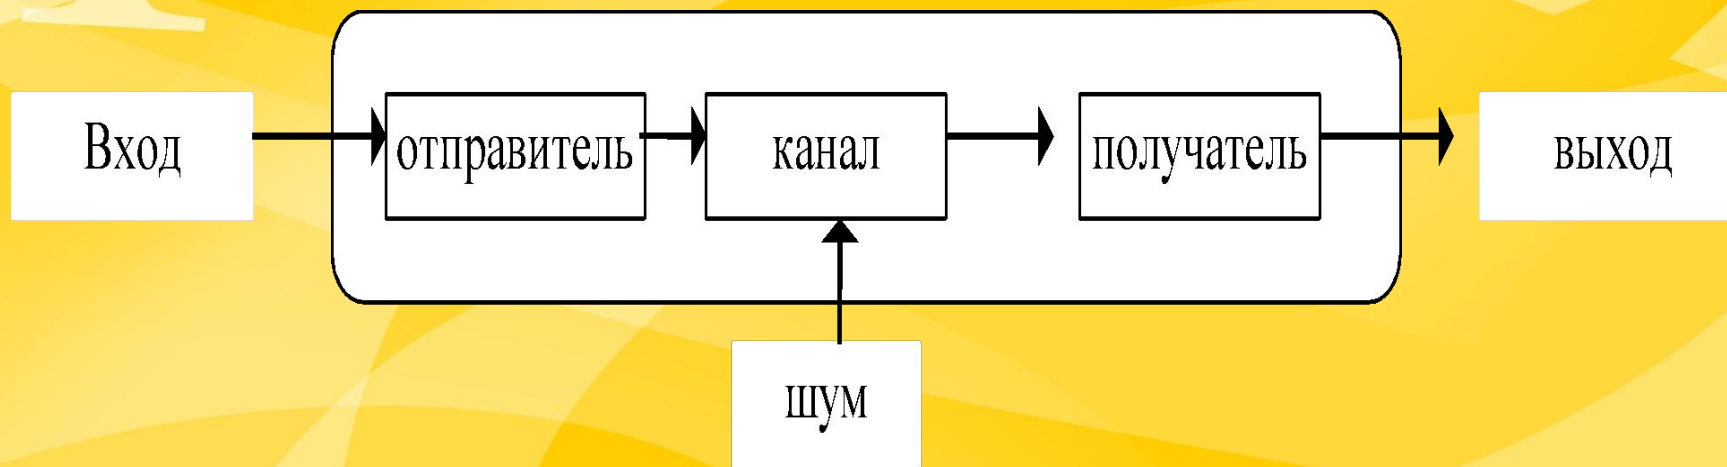 Вход
отправитель
канал
получатель
выход
шум